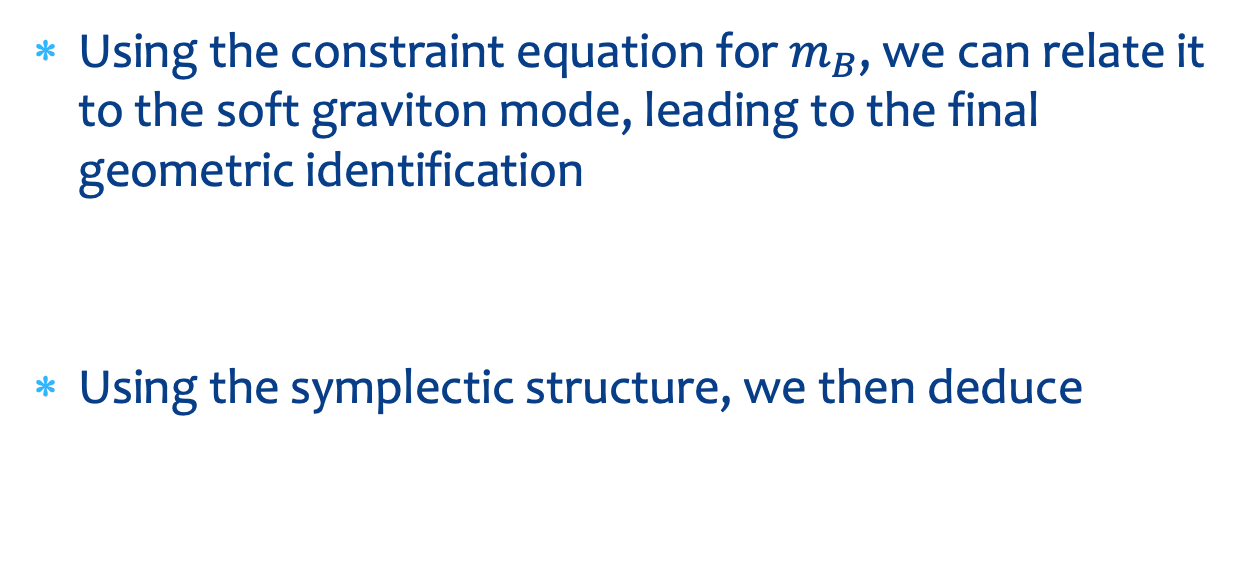 * Using the constraint equation for m_B, we can relate it
to the soft graviton mode, leading to the final
geometric identification
* Using the symplectic structure, we then deduce